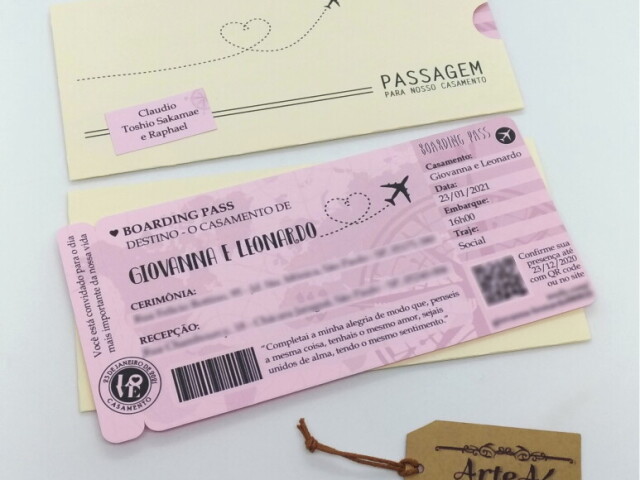 PASSAGEM
PARA NOSSO CASAMENTO
Claudio
Toshio Sakamae
e Raphael
BOARDING PASS
DESTINO - O CASAMENTO DE
GIOVANNA E LEONARDO
CERIMÔNIA:
RECEPÇÃO:
"Completai a minha alegria de modo que, penseis
a mesma coisa, tenhais o mesmo amor, sejais
unidos de alma, tendo o mesmo sentimento."
Você está convidado para o dia
mais importante da nossa vida
23 DE JANEIRO DE 2021
CASAMENTO
BOARDING PASS
Casamento:
Giovanna e Leonardo
Data:
23/01/2021
Embarque:
16h00
Traje:
Social
Confirme sua
presença até
23/12/2020
com QR code
ou no site